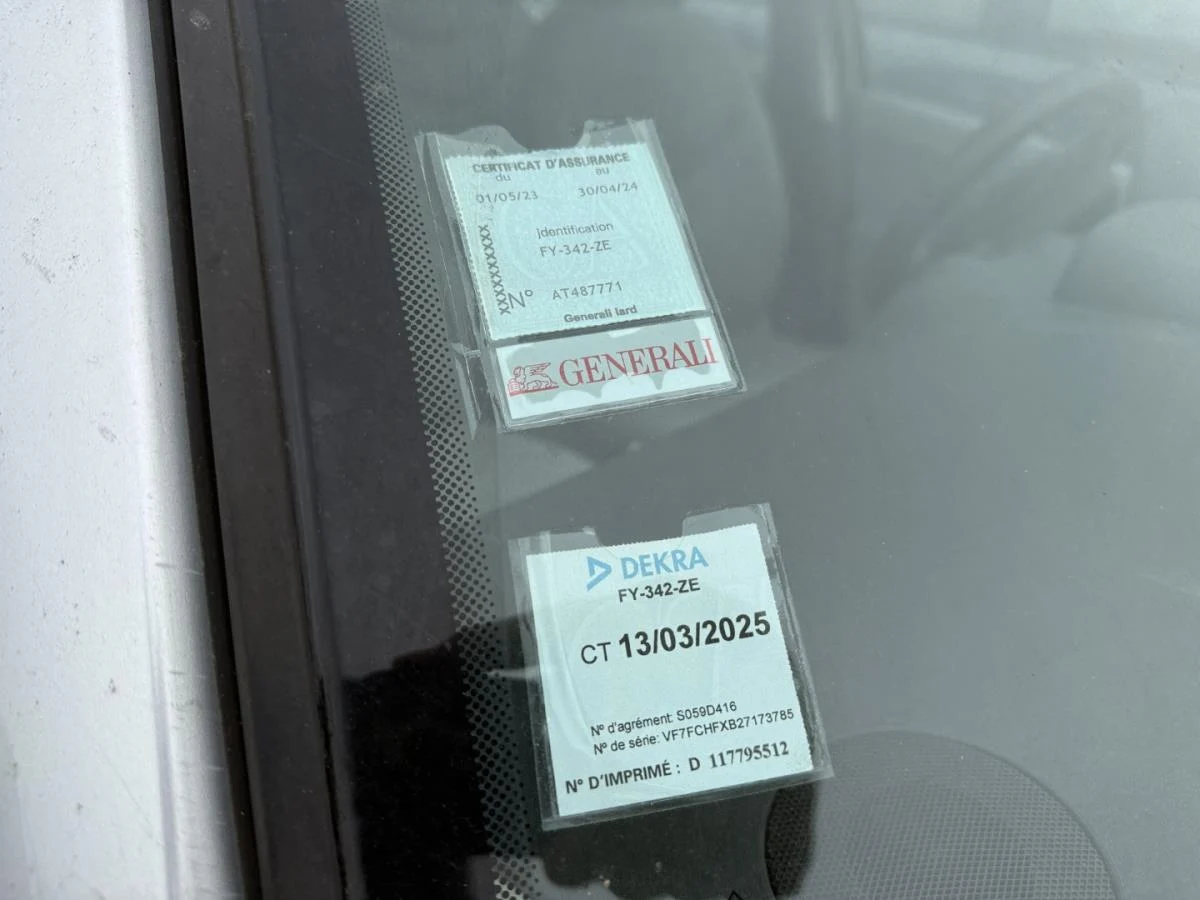 CERTIFICAT D'ASSURANCE
du au
01/05/23 30/04/24
Identification
FY-342-ZE
XXXXXXXXXX
N° AT487771
Generali Iard
GENERALI
DEKRA
FY-342-ZE
CT 13/03/2025
N° d'agrément: S059D416
N° de série: VF7FCHFXB27173785
N° D'IMPRIMÉ : D 117795512